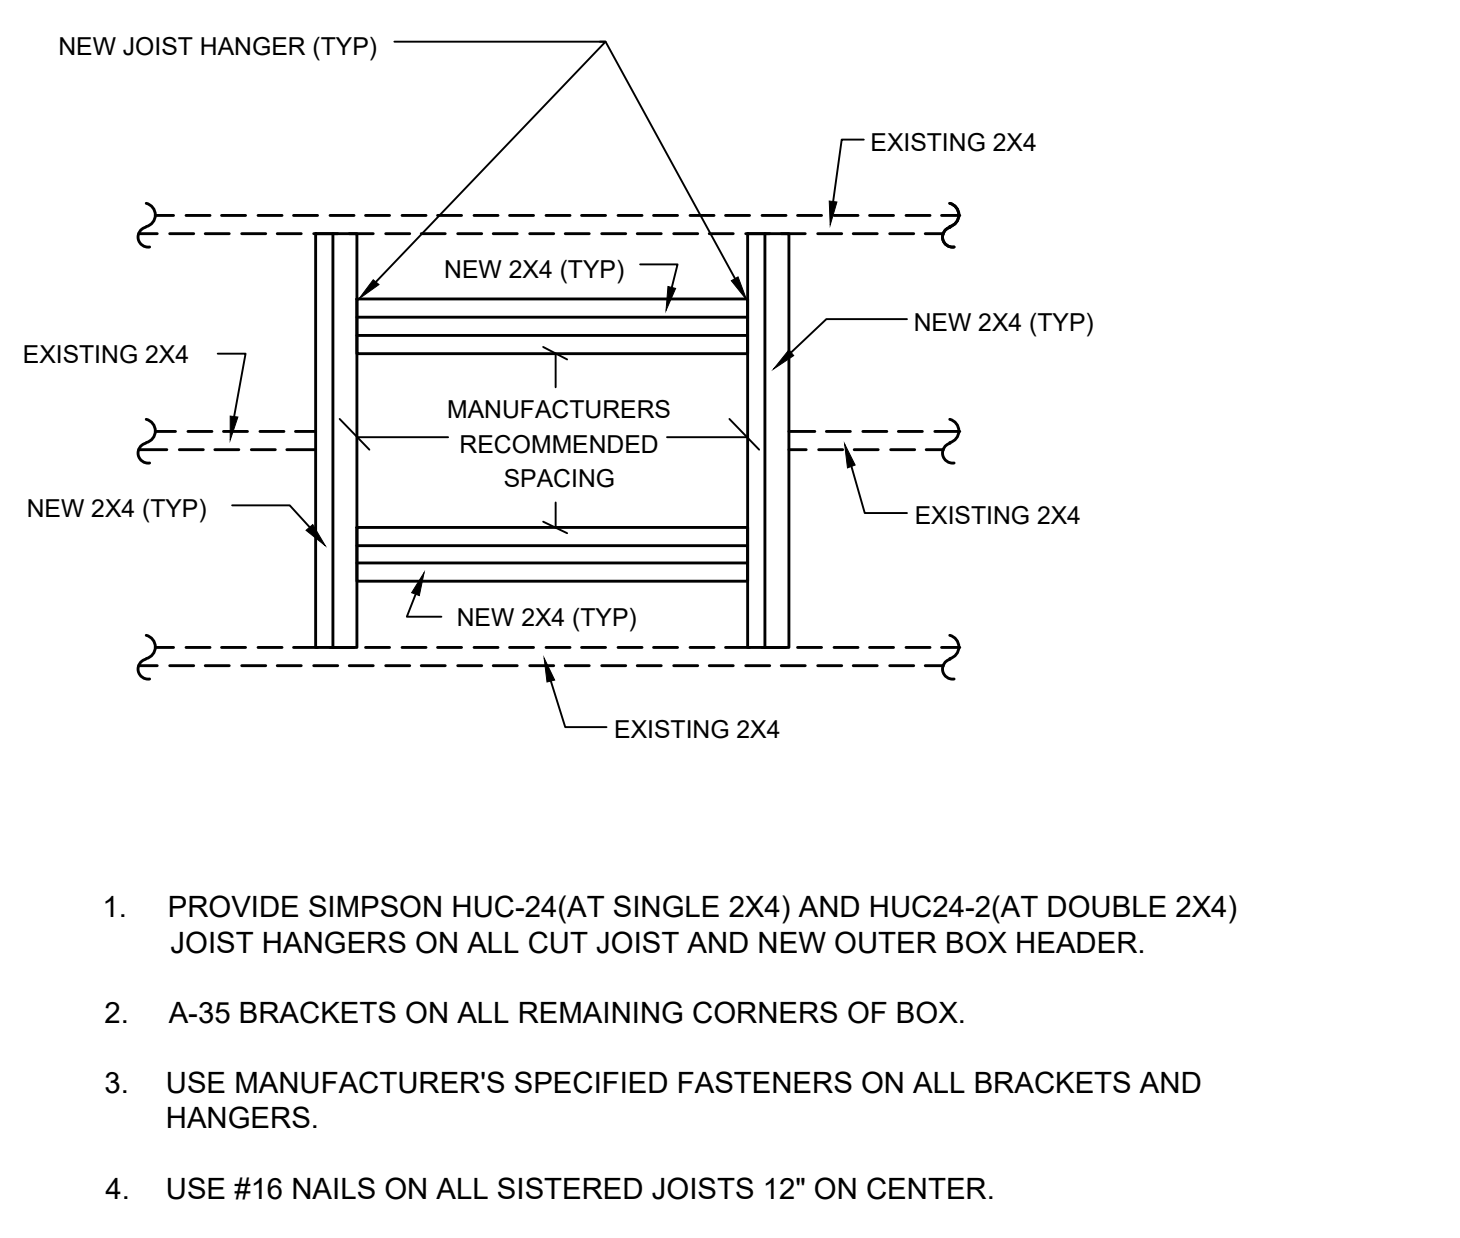 NEW JOIST HANGER (TYP)
EXISTING 2X4
NEW 2X4 (TYP)
NEW 2X4 (TYP)
EXISTING 2X4
MANUFACTURERS
RECOMMENDED
SPACING
NEW 2X4 (TYP)
EXISTING 2X4
NEW 2X4 (TYP)
EXISTING 2X4
1. PROVIDE SIMPSON HUC-24(AT SINGLE 2X4) AND HUC24-2(AT DOUBLE 2X4)
JOIST HANGERS ON ALL CUT JOIST AND NEW OUTER BOX HEADER.
2. A-35 BRACKETS ON ALL REMAINING CORNERS OF BOX.
3. USE MANUFACTURER'S SPECIFIED FASTENERS ON ALL BRACKETS AND
HANGERS.
4. USE #16 NAILS ON ALL SISTERED JOISTS 12" ON CENTER.